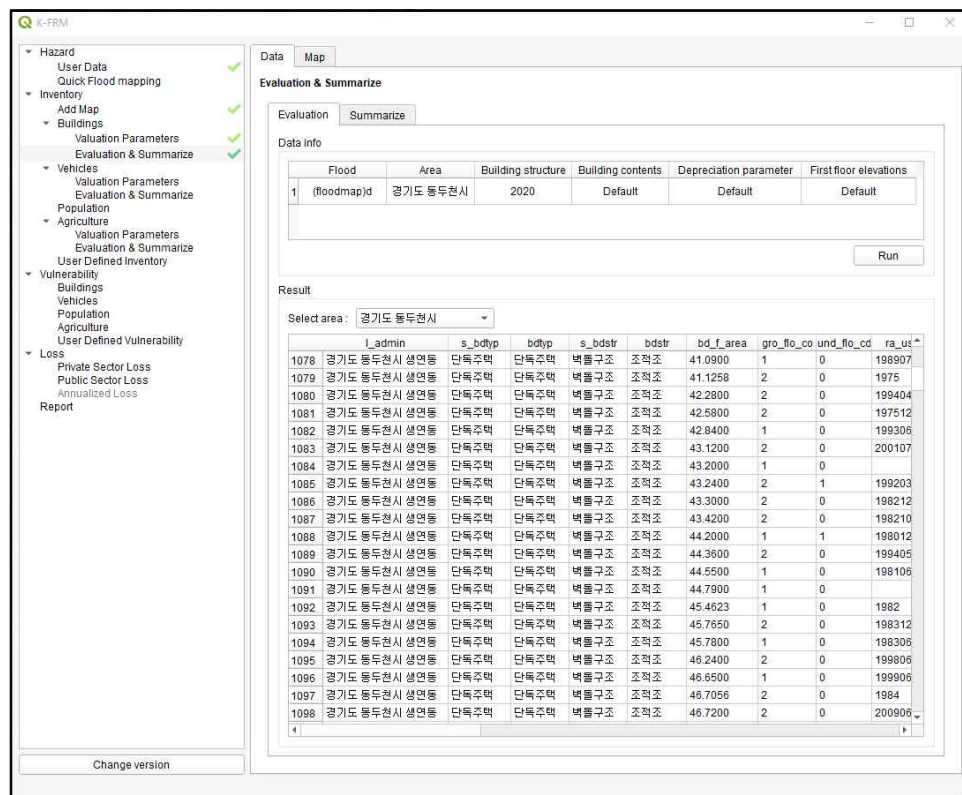 K-FRM
Hazard
User Data
Quick Flood mapping
Inventory
Add Map
Buildings
Valuation Parameters
Evaluation & Summarize
Vehicles
Valuation Parameters
Evaluation & Summarize
Population
Agriculture
Valuation Parameters
Evaluation & Summarize
User Defined Inventory
Vulnerability
Buildings
Vehicles
Population
Agriculture
User Defined Vulnerability
Loss
Private Sector Loss
Public Sector Loss
Annualized Loss
Report
Change version
Data Map
Evaluation & Summarize
Evaluation Summarize
Data info
Flood Area Building structure Building contents Depreciation parameter First floor elevations
1 (floodmap)d 경기도 동두천시 2020 Default Default Default
Run
Result
Select area : 경기도 동두천시
l_admin s_bdtyp bdtyp s_bdstr bdstr bd_f_area gro_flo_co und_flo_cd ra_us
1078 경기도 동두천시 생연동 단독주택 단독주택 벽돌구조 조적조 41.0900 1 0 198907
1079 경기도 동두천시 생연동 단독주택 단독주택 벽돌구조 조적조 41.1258 2 0 1975
1080 경기도 동두천시 생연동 단독주택 단독주택 벽돌구조 조적조 42.2800 2 0 199404
1081 경기도 동두천시 생연동 단독주택 단독주택 벽돌구조 조적조 42.5800 2 0 197512
1082 경기도 동두천시 생연동 단독주택 단독주택 벽돌구조 조적조 42.8400 1 0 199306
1083 경기도 동두천시 생연동 단독주택 단독주택 벽돌구조 조적조 43.1200 2 0 200107
1084 경기도 동두천시 생연동 단독주택 단독주택 벽돌구조 조적조 43.2000 1 0
1085 경기도 동두천시 생연동 단독주택 단독주택 벽돌구조 조적조 43.2400 2 1 199203
1086 경기도 동두천시 생연동 단독주택 단독주택 벽돌구조 조적조 43.3000 2 0 198212
1087 경기도 동두천시 생연동 단독주택 단독주택 벽돌구조 조적조 43.4200 2 0 198210
1088 경기도 동두천시 생연동 단독주택 단독주택 벽돌구조 조적조 44.2000 1 1 198012
1089 경기도 동두천시 생연동 단독주택 단독주택 벽돌구조 조적조 44.3600 2 0 199405
1090 경기도 동두천시 생연동 단독주택 단독주택 벽돌구조 조적조 44.5500 1 0 198106
1091 경기도 동두천시 생연동 단독주택 단독주택 벽돌구조 조적조 44.7900 1 0
1092 경기도 동두천시 생연동 단독주택 단독주택 벽돌구조 조적조 45.4623 1 0 1982
1093 경기도 동두천시 생연동 단독주택 단독주택 벽돌구조 조적조 45.7650 2 0 198312
1094 경기도 동두천시 생연동 단독주택 단독주택 벽돌구조 조적조 45.7800 1 0 198306
1095 경기도 동두천시 생연동 단독주택 단독주택 벽돌구조 조적조 46.2400 2 0 199806
1096 경기도 동두천시 생연동 단독주택 단독주택 벽돌구조 조적조 46.6500 1 0 199906
1097 경기도 동두천시 생연동 단독주택 단독주택 벽돌구조 조적조 46.7056 2 0 1984
1098 경기도 동두천시 생연동 단독주택 단독주택 벽돌구조 조적조 46.7200 2 0 200906